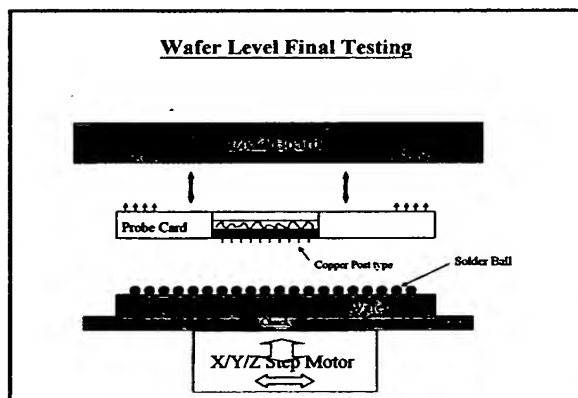 Wafer Level Final Testing
Probe Card
Copper Post type
Solder Ball
X/Y/Z Step Motor